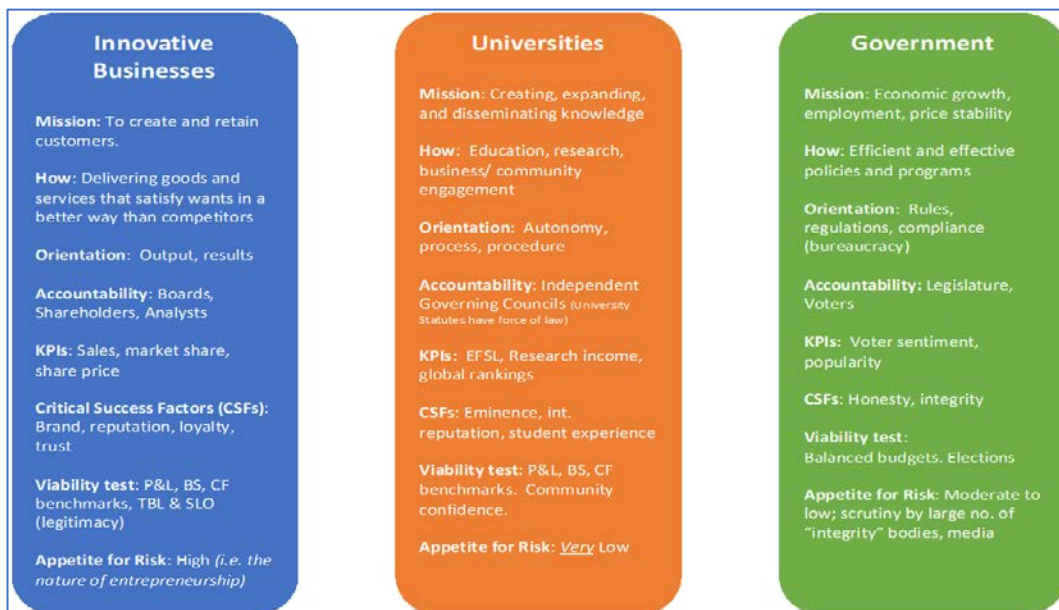 Innovative
Businesses
Mission: To create and retain
customers.
How: Delivering goods and
services that satisfy wants in a
better way than competitors
Orientation: Output, results
Accountability: Boards,
Shareholders, Analysts
KPIs: Sales, market share,
share price
Critical Success Factors (CSFs):
Brand, reputation, loyalty,
trust
Viability test: P&L, BS, CF
benchmarks, TBL & SLO
(legitimacy)
Appetite for Risk: High (i.e. the
nature of entrepreneurship)
Universities
Mission: Creating, expanding,
and disseminating knowledge
How: Education, research,
business/ community
engagement
Orientation: Autonomy,
process, procedure
Accountability: Independent
Governing Councils (University
Statutes have force of law)
KPIs: EFSL, Research income,
global rankings
CSFs: Eminence, int.
reputation, student experience
Viability test: P&L, BS, CF
benchmarks. Community
confidence.
Appetite for Risk: Very Low
Government
Mission: Economic growth,
employment, price stability
How: Efficient and effective
policies and programs
Orientation: Rules,
regulations, compliance
(bureaucracy)
Accountability: Legislature,
Voters
KPIs: Voter sentiment,
popularity
CSFs: Honesty, integrity
Viability test:
Balanced budgets. Elections
Appetite for Risk: Moderate to
low; scrutiny by large no. of
"integrity" bodies, media